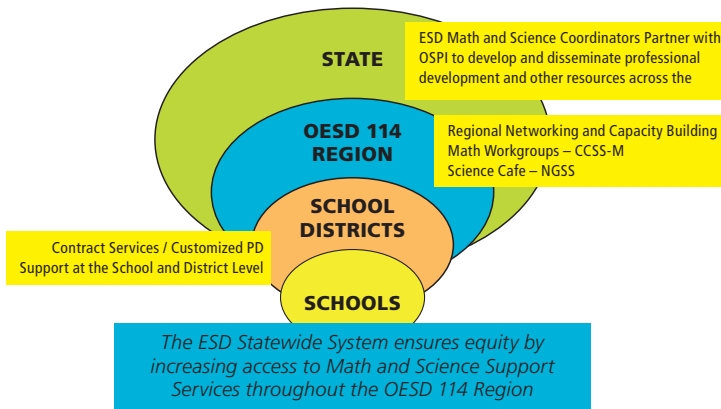 STATE
ESD Math and Science Coordinators Partner with
OSPI to develop and disseminate professional
development and other resources across the
OESD 114
REGION
Regional Networking and Capacity Building
Math Workgroups – CCSS-M
Science Cafe – NGSS
SCHOOL
DISTRICTS
Contract Services / Customized PD
Support at the School and District Level
SCHOOLS
The ESD Statewide System ensures equity by
increasing access to Math and Science Support
Services throughout the OESD 114 Region